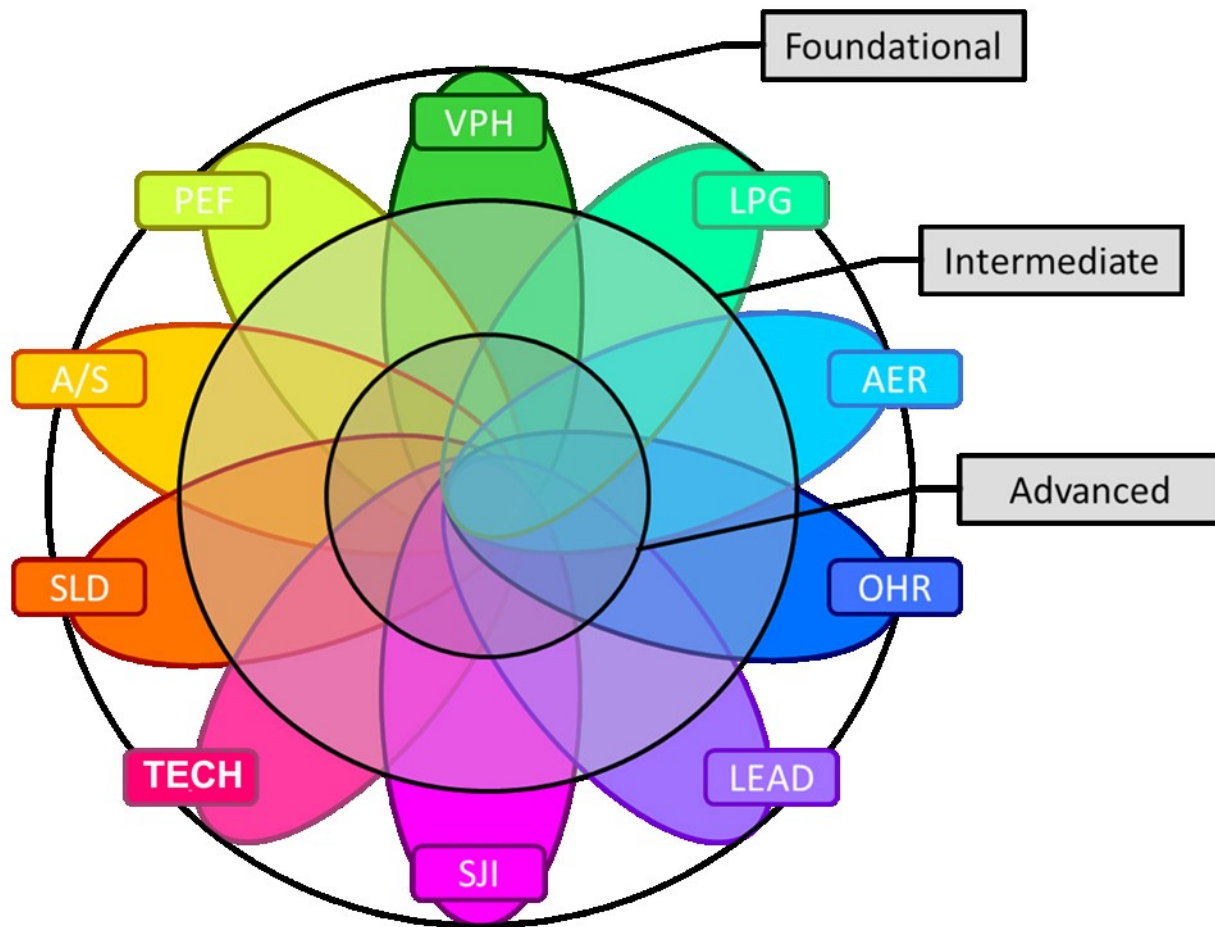 Foundational
VPH
PEF
LPG
Intermediate
A/S
AER
Advanced
SLD
OHR
TECH
LEAD
SJI